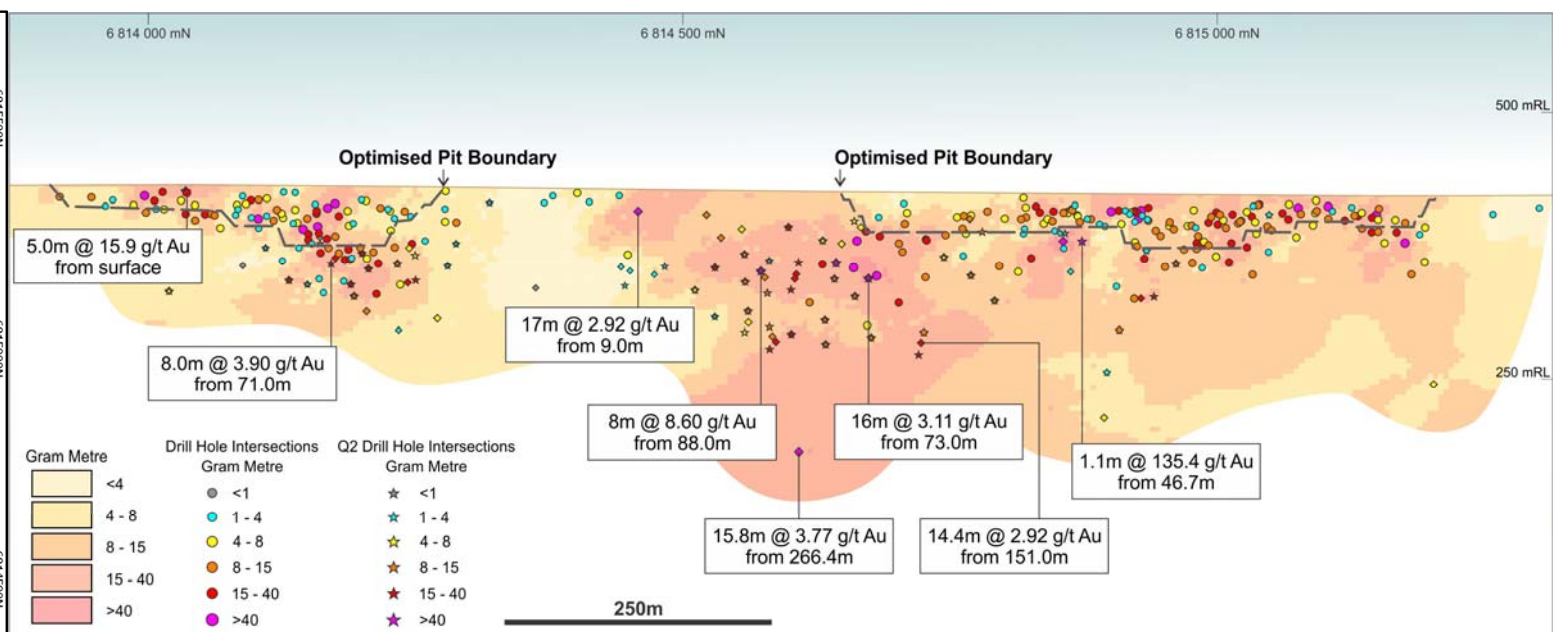 6 814 000 mN
6 814 500 mN
6 815 000 mN
500 mRL
Optimised Pit Boundary
Optimised Pit Boundary
5.0m @ 15.9 g/t Au
from surface
17m @ 2.92 g/t Au
from 9.0m
8.0m @ 3.90 g/t Au
from 71.0m
250 mRL
8m @ 8.60 g/t Au
from 88.0m
16m @ 3.11 g/t Au
from 73.0m
1.1m @ 135.4 g/t Au
from 46.7m
15.8m @ 3.77 g/t Au
from 266.4m
14.4m @ 2.92 g/t Au
from 151.0m
Gram Metre
<4
4 - 8
8 - 15
15 - 40
>40
Drill Hole Intersections
Gram Metre
<1
1 - 4
4 - 8
8 - 15
15 - 40
>40
Q2 Drill Hole Intersections
Gram Metre
<1
1 - 4
4 - 8
8 - 15
15 - 40
>40
250m